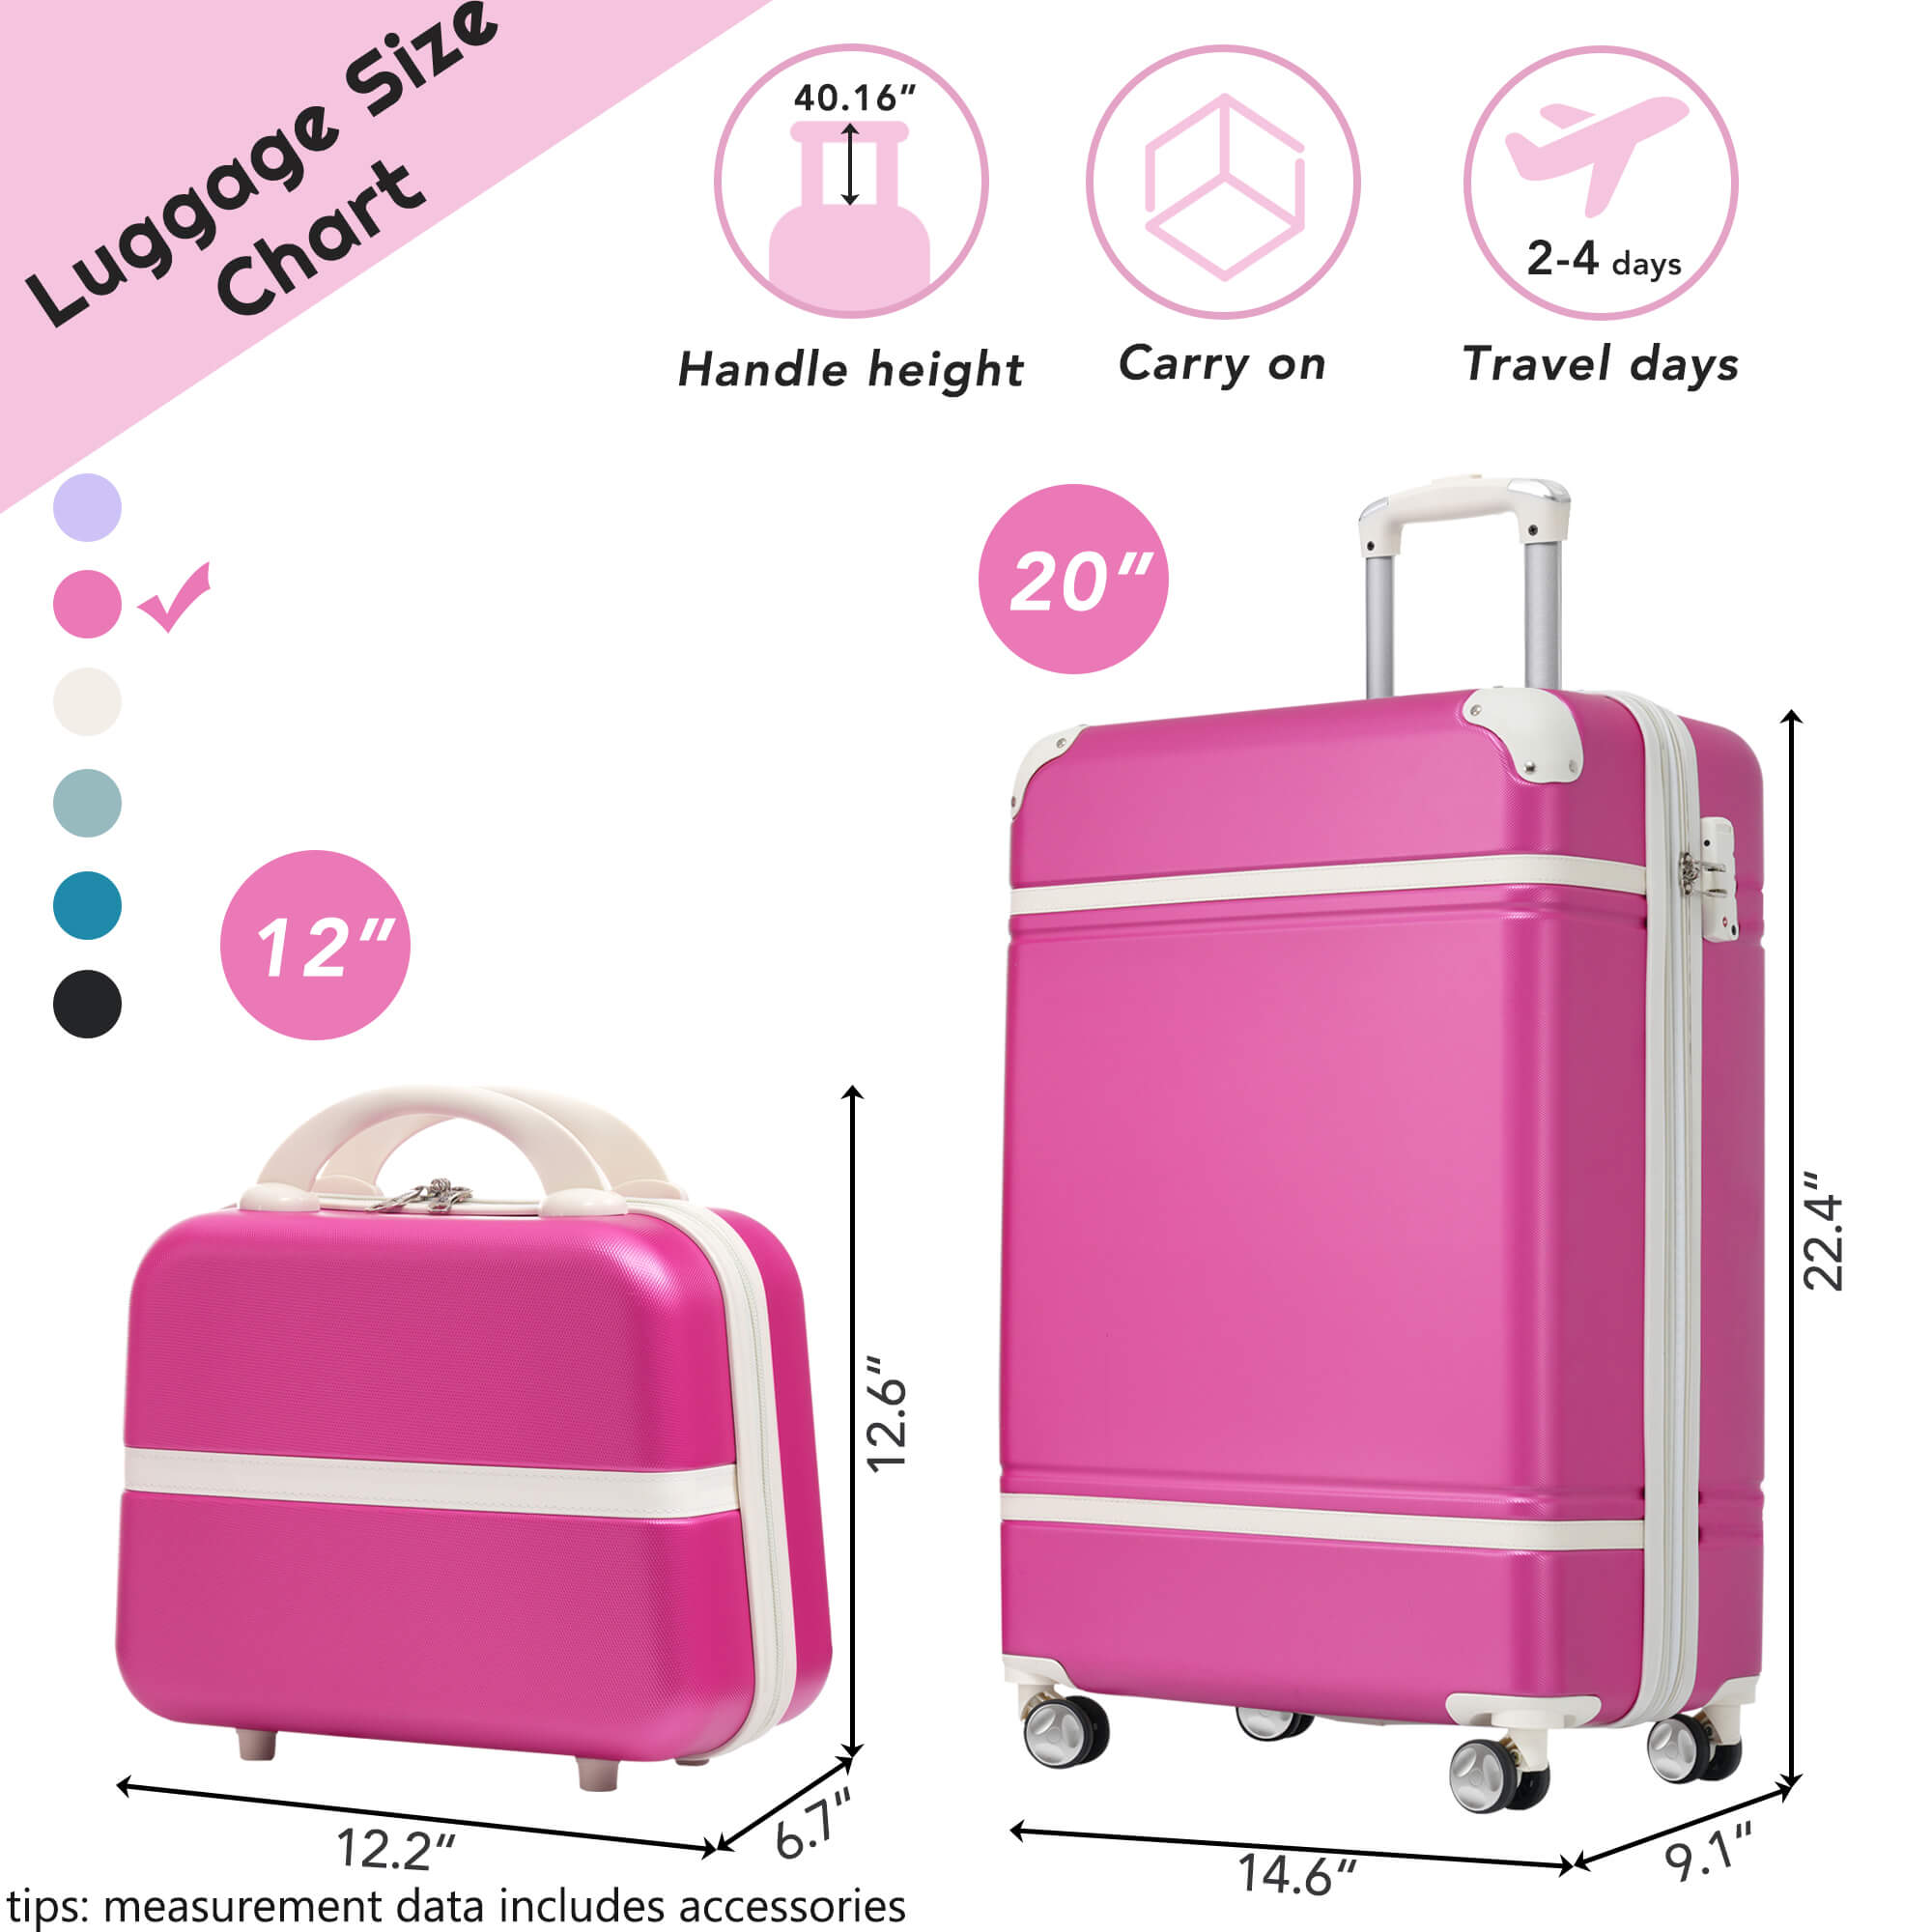 Luggage Size
Chart
40.16”
2-4 days
Handle height
Carry on
Travel days
20”
12”
22.4”
12.6”
12.2”
6.7”
14.6”
9.1”
tips: measurement data includes accessories